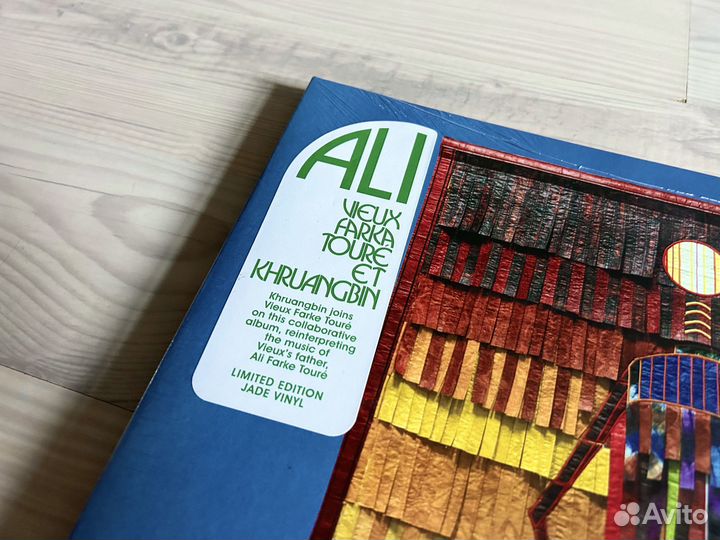 ALI
VIEUX
FARKA
TOURE
ET
KHRUANGBIN
Khruangbin joins
Vieux Farke Touré
on this collaborative
album, reinterpreting
the music of
Vieux's father,
Ali Farke Touré
LIMITED EDITION
JADE VINYL
Avito